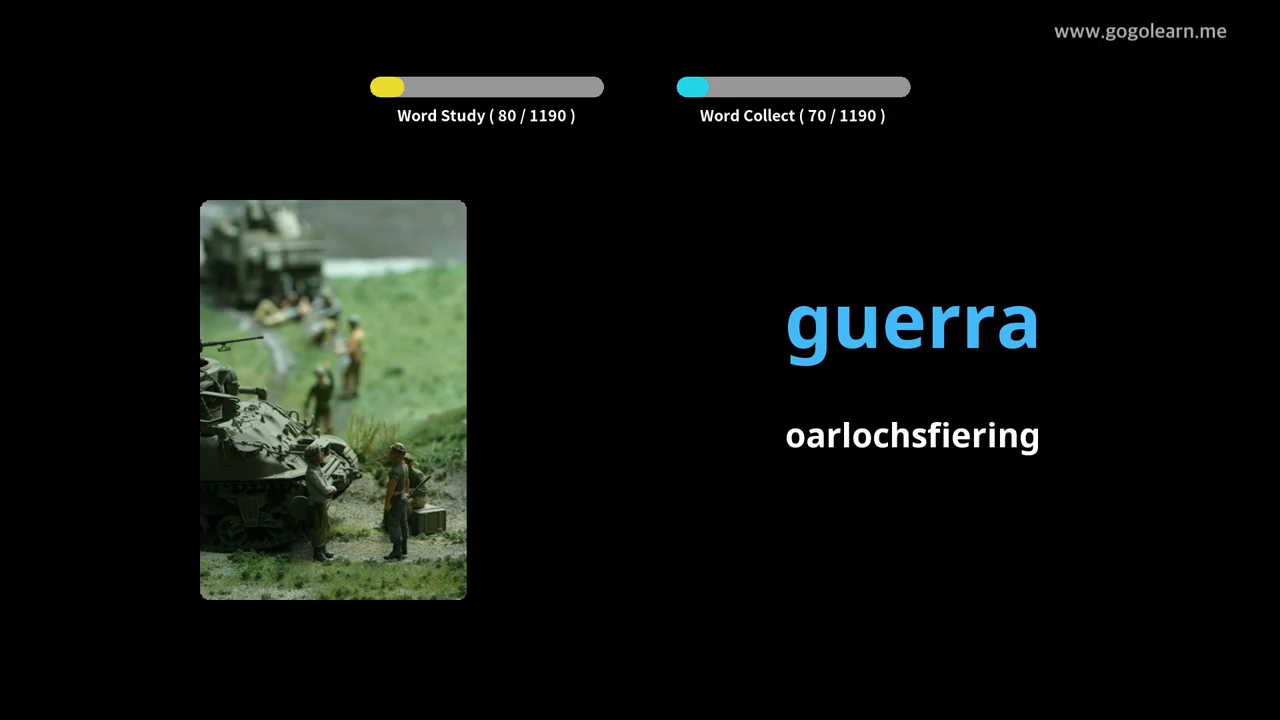 www.gogolearn.me
Word Study ( 80 / 1190 )
Word Collect ( 70 / 1190 )
guerra
oarlochsfiering